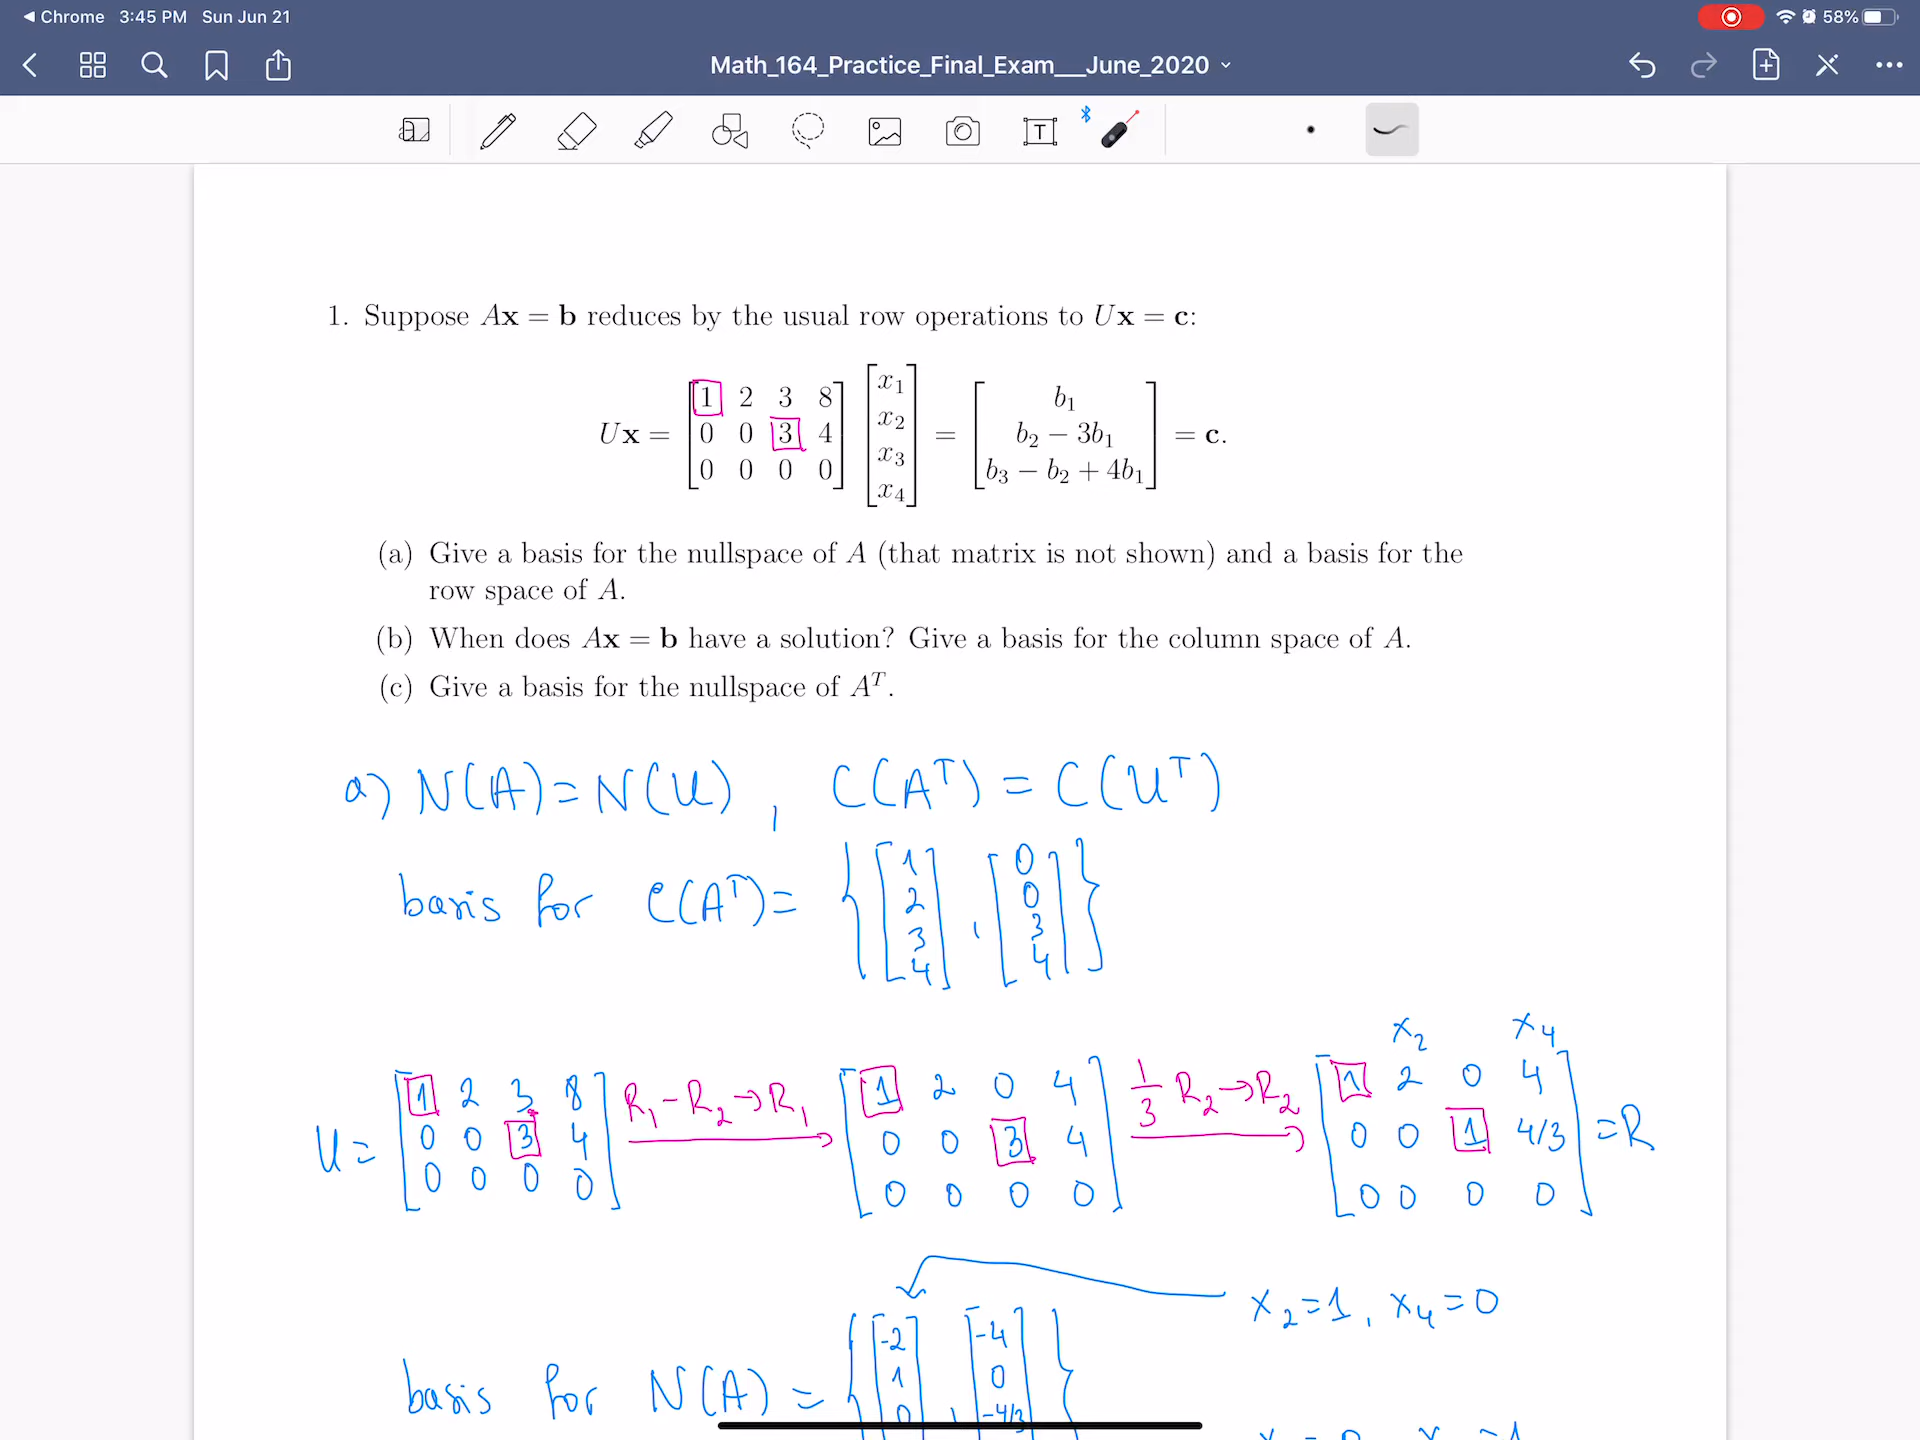 Chrome 3:45 PM Sun Jun 21 58%
Math_164_Practice_Final_Exam___June_2020
1. Suppose Ax = b reduces by the usual row operations to Ux = c:
Ux = [1 2 3 8; 0 0 3 4; 0 0 0 0] [x₁; x₂; x₃; x₄] = [b₁; b₂ − 3b₁; b₃ − b₂ + 4b₁] = c.
(a) Give a basis for the nullspace of A (that matrix is not shown) and a basis for the
row space of A.
(b) When does Ax = b have a solution? Give a basis for the column space of A.
(c) Give a basis for the nullspace of Aᵀ.
a) N(A) = N(U), C(Aᵀ) = C(Uᵀ)
basis for C(Aᵀ) = {[1; 2; 3; 4], [0; 0; 3; 4]}
x₂ x₄
U = [1 2 3 8; 0 0 3 4; 0 0 0 0] R₁ − R₂ → R₁ [1 2 0 4; 0 0 3 4; 0 0 0 0] 1/3 R₂ → R₂ [1 2 0 4; 0 0 1 4/3; 0 0 0 0] = R
x₂ = 1, x₄ = 0
basis for N(A) = {[-2; 1; 0, [-4; 0; -4/3}